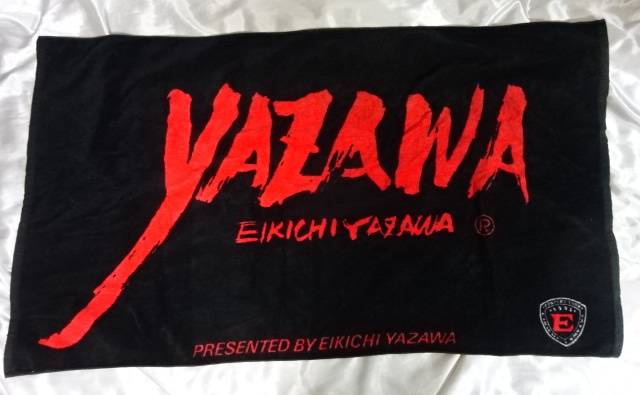 YAZAWA
EIKICHI YAZAWA ®
PRESENTED BY EIKICHI YAZAWA
E